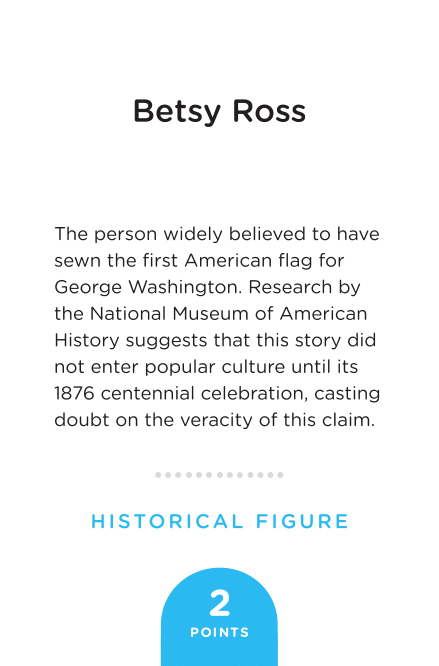 Betsy Ross
The person widely believed to have
sewn the first American flag for
George Washington. Research by
the National Museum of American
History suggests that this story did
not enter popular culture until its
1876 centennial celebration, casting
doubt on the veracity of this claim.
HISTORICAL FIGURE
2
POINTS